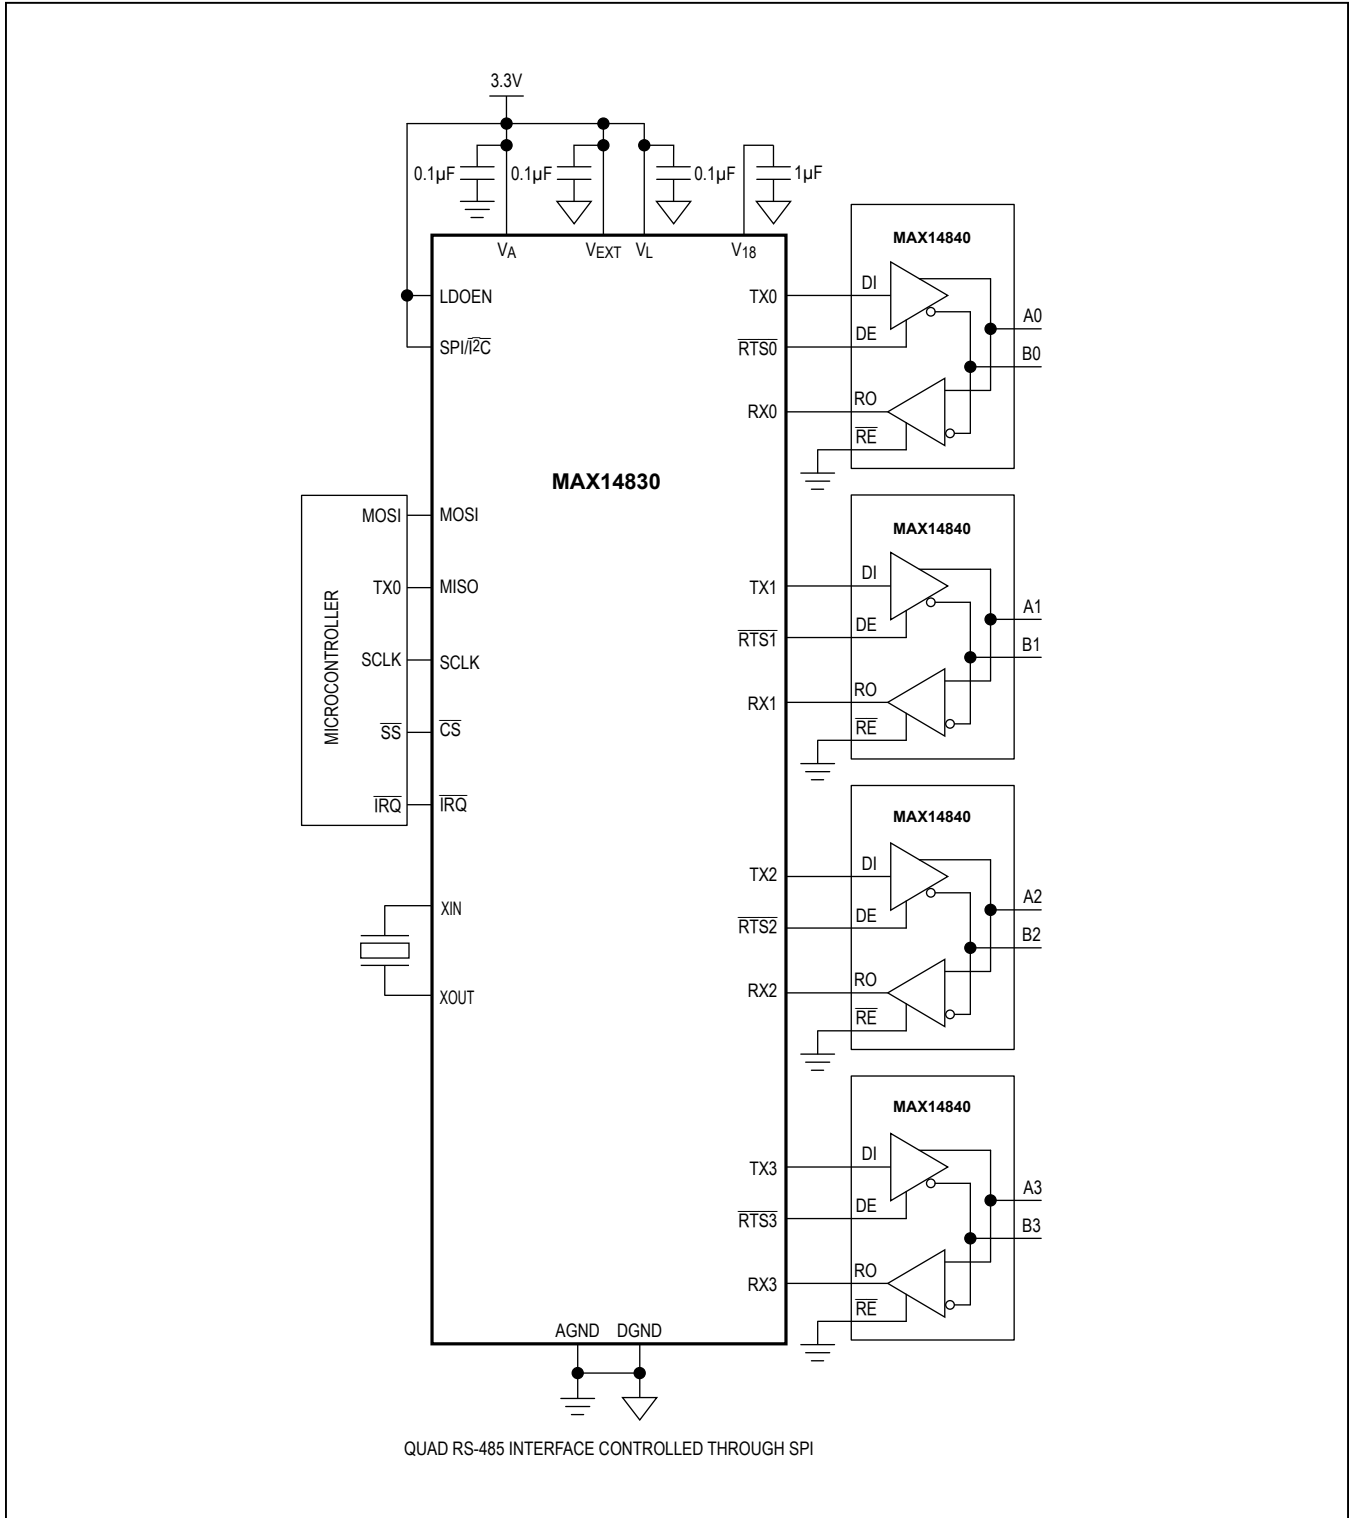 3.3V
0.1µF
0.1µF
0.1µF
1µF
VA
VEXT
VL
V18
LDOEN
SPI/I2C
MAX14830
MICROCONTROLLER
MOSI
MOSI
TX0
MISO
SCLK
SCLK
SS
CS
IRQ
IRQ
XIN
XOUT
TX0
RTS0
RX0
MAX14840
DI
DE
RO
RE
A0
B0
TX1
RTS1
RX1
MAX14840
DI
DE
RO
RE
A1
B1
TX2
RTS2
RX2
MAX14840
DI
DE
RO
RE
A2
B2
TX3
RTS3
RX3
MAX14840
DI
DE
RO
RE
A3
B3
AGND
DGND
QUAD RS-485 INTERFACE CONTROLLED THROUGH SPI